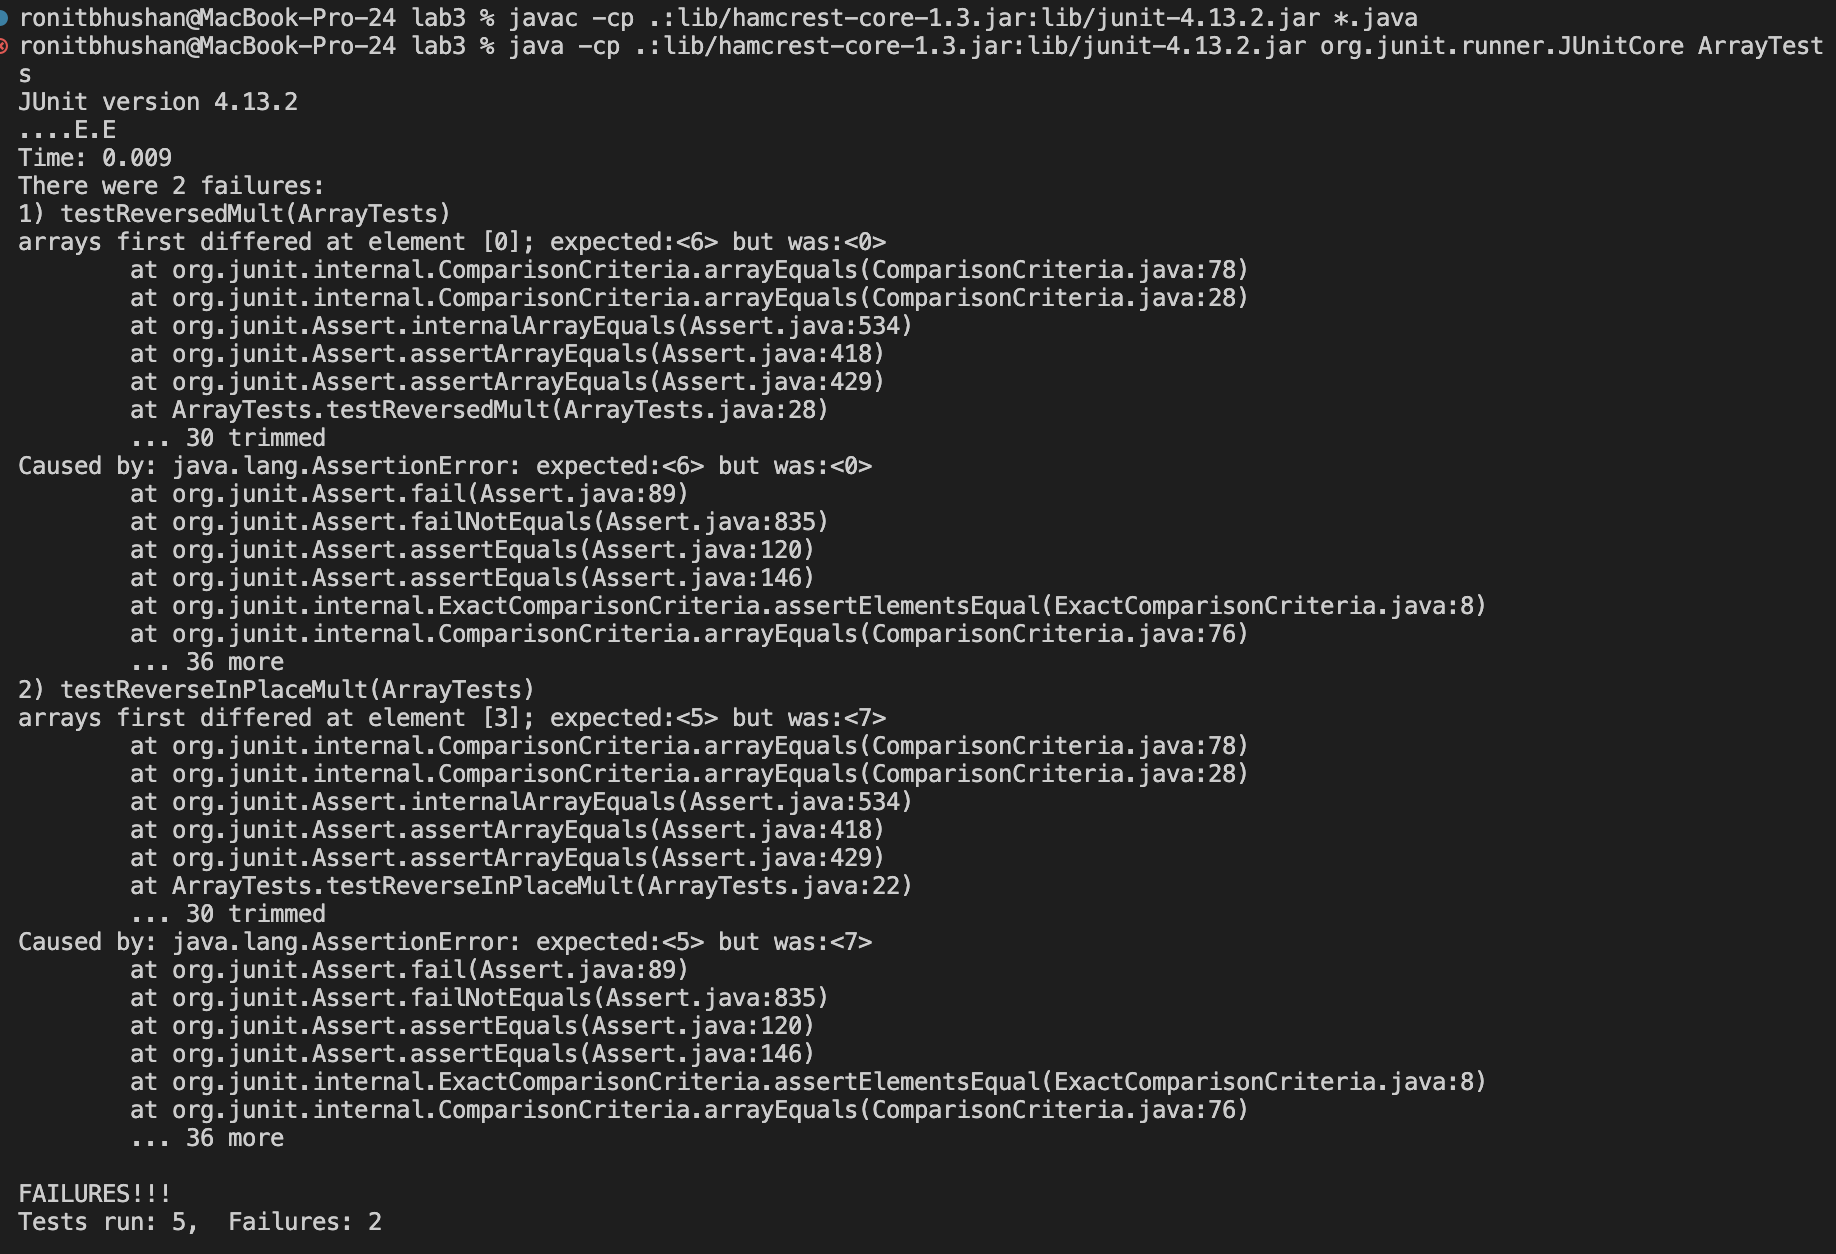 ronitbhushan@MacBook-Pro-24 lab3 % javac -cp .:lib/hamcrest-core-1.3.jar:lib/junit-4.13.2.jar *.java
ronitbhushan@MacBook-Pro-24 lab3 % java -cp .:lib/hamcrest-core-1.3.jar:lib/junit-4.13.2.jar org.junit.runner.JUnitCore ArrayTest
s
JUnit version 4.13.2
....E.E
Time: 0.009
There were 2 failures:
1) testReversedMult(ArrayTests)
arrays first differed at element [0]; expected:<6> but was:<0>
        at org.junit.internal.ComparisonCriteria.arrayEquals(ComparisonCriteria.java:78)
        at org.junit.internal.ComparisonCriteria.arrayEquals(ComparisonCriteria.java:28)
        at org.junit.Assert.internalArrayEquals(Assert.java:534)
        at org.junit.Assert.assertArrayEquals(Assert.java:418)
        at org.junit.Assert.assertArrayEquals(Assert.java:429)
        at ArrayTests.testReversedMult(ArrayTests.java:28)
        ... 30 trimmed
Caused by: java.lang.AssertionError: expected:<6> but was:<0>
        at org.junit.Assert.fail(Assert.java:89)
        at org.junit.Assert.failNotEquals(Assert.java:835)
        at org.junit.Assert.assertEquals(Assert.java:120)
        at org.junit.Assert.assertEquals(Assert.java:146)
        at org.junit.internal.ExactComparisonCriteria.assertElementsEqual(ExactComparisonCriteria.java:8)
        at org.junit.internal.ComparisonCriteria.arrayEquals(ComparisonCriteria.java:76)
        ... 36 more
2) testReverseInPlaceMult(ArrayTests)
arrays first differed at element [3]; expected:<5> but was:<7>
        at org.junit.internal.ComparisonCriteria.arrayEquals(ComparisonCriteria.java:78)
        at org.junit.internal.ComparisonCriteria.arrayEquals(ComparisonCriteria.java:28)
        at org.junit.Assert.internalArrayEquals(Assert.java:534)
        at org.junit.Assert.assertArrayEquals(Assert.java:418)
        at org.junit.Assert.assertArrayEquals(Assert.java:429)
        at ArrayTests.testReverseInPlaceMult(ArrayTests.java:22)
        ... 30 trimmed
Caused by: java.lang.AssertionError: expected:<5> but was:<7>
        at org.junit.Assert.fail(Assert.java:89)
        at org.junit.Assert.failNotEquals(Assert.java:835)
        at org.junit.Assert.assertEquals(Assert.java:120)
        at org.junit.Assert.assertEquals(Assert.java:146)
        at org.junit.internal.ExactComparisonCriteria.assertElementsEqual(ExactComparisonCriteria.java:8)
        at org.junit.internal.ComparisonCriteria.arrayEquals(ComparisonCriteria.java:76)
        ... 36 more

FAILURES!!!
Tests run: 5,  Failures: 2